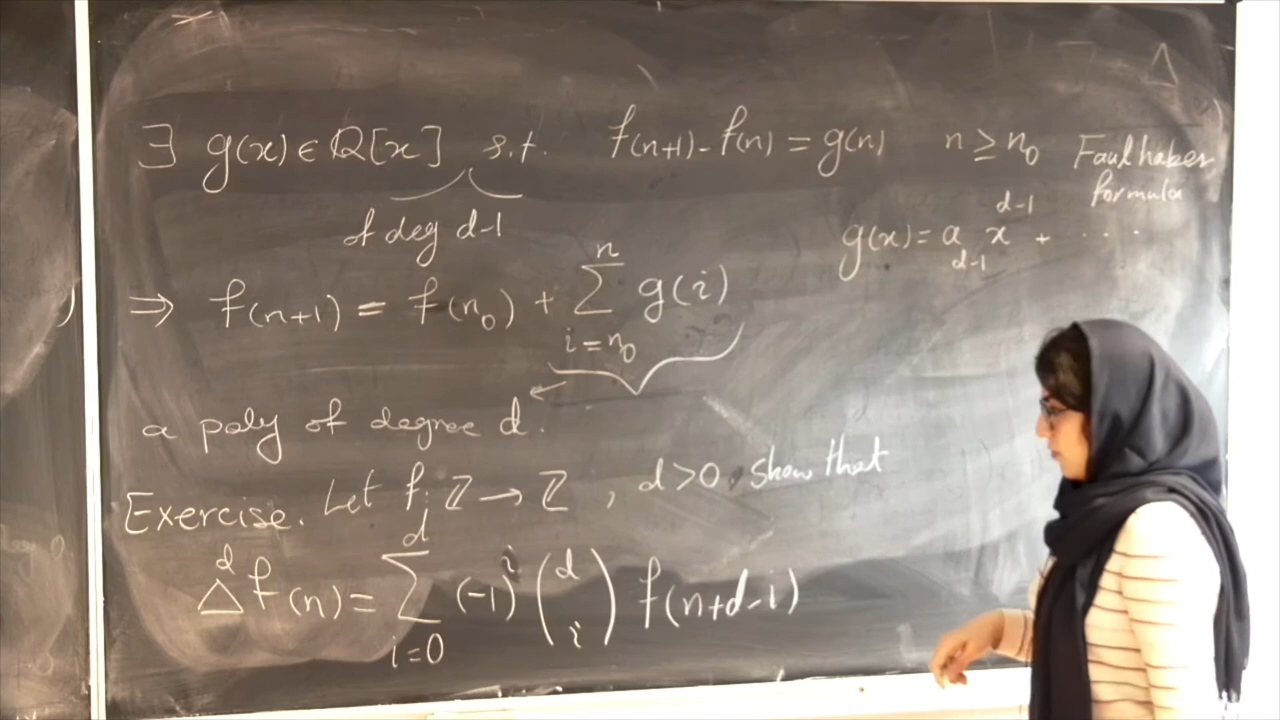 ∃ g(x) ∈ Q[x] s.t. f(n+1) - f(n) = g(n) n ≥ n₀ Faulhaber
formula
of deg d-1
g(x) = a_{d-1} x^{d-1} + ....
⇒ f(n+1) = f(n₀) + ∑_{i=n₀}^{n} g(i)
a poly of degree d.
Exercise. Let f: ℤ → ℤ, d>0. show that
Δ^d f(n) = ∑_{i=0}^{d} (-1)^i (d i) f(n+d-i)